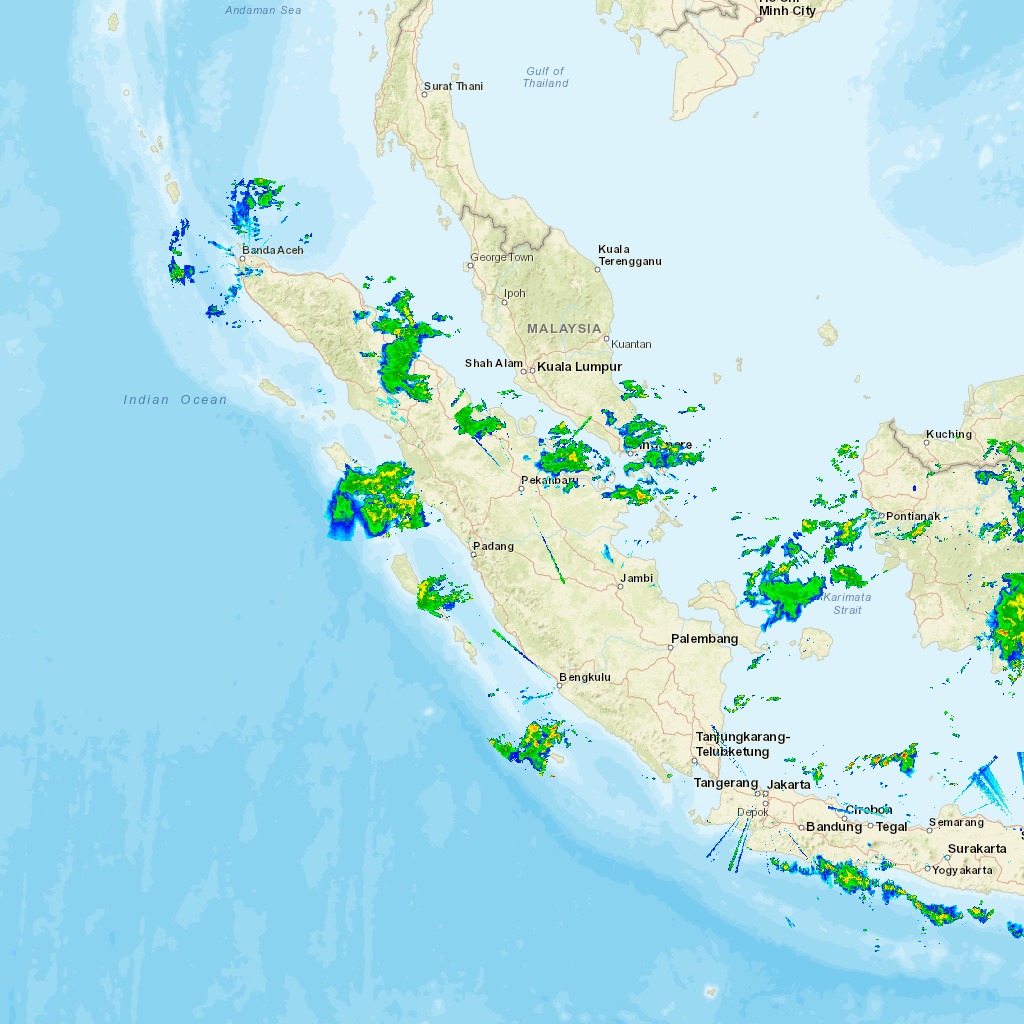 Andaman Sea
Minh City
Gulf of
Thailand
Surat Thani
Banda Aceh
George Town
Kuala
Terengganu
Ipoh
MALAYSIA
Kuantan
Shah Alam
Kuala Lumpur
Indian Ocean
Kuching
Pekanbaru
Pontianak
Padang
Jambi
Karimata
Strait
Palembang
Bengkulu
Tanjungkarang-
Telukbetung
Tangerang
Jakarta
Depok
Cirebon
Bandung
Tegal
Semarang
Surakarta
Yogyakarta